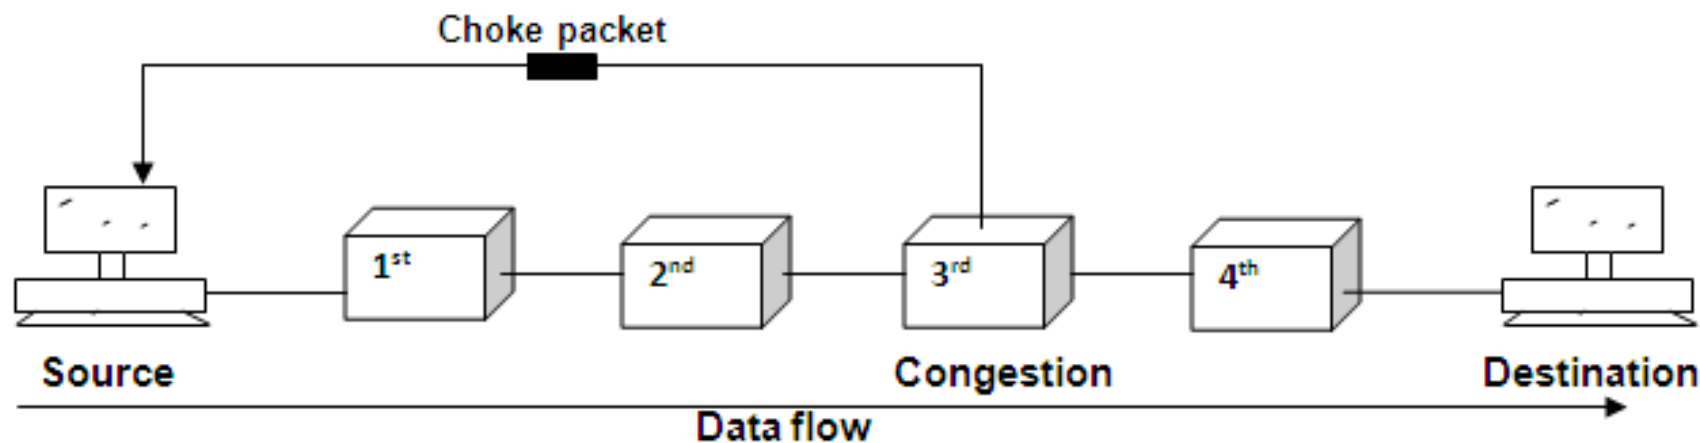 Choke packet
1st
2nd
3rd
4th
Source
Congestion
Destination
Data flow